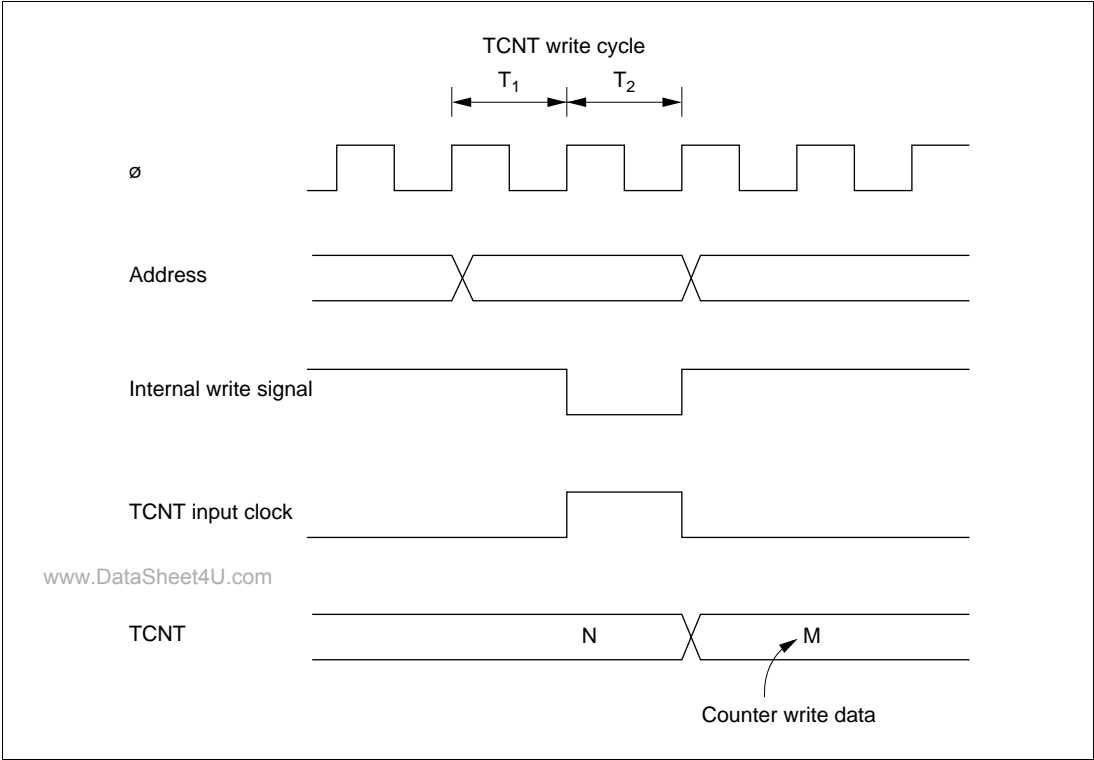 TCNT write cycle
T₁ T₂
ø
Address
Internal write signal
TCNT input clock
www.DataSheet4U.com
TCNT N M
Counter write data